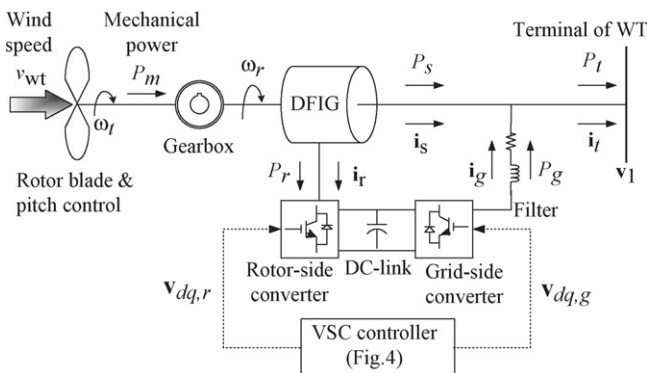 Wind speed
v_wt
Mechanical power
P_m
ω_t
Rotor blade & pitch control
Gearbox
ω_r
DFIG
P_s
i_s
P_r
i_r
Terminal of WT
P_t
i_t
v_1
i_g
P_g
Filter
Rotor-side converter
DC-link
Grid-side converter
v_dq,r
v_dq,g
VSC controller
(Fig.4)